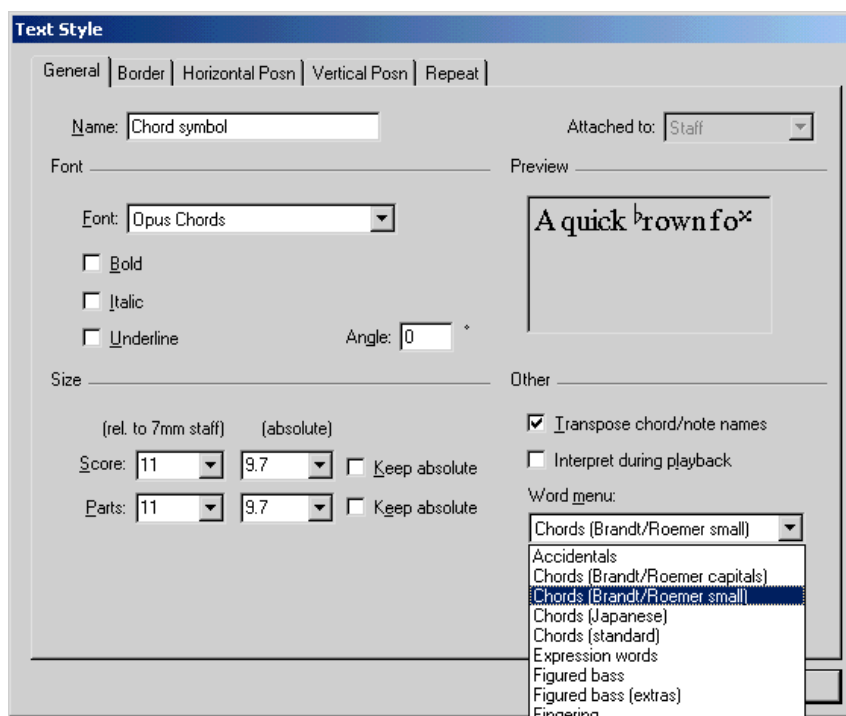 Text Style
General Border Horizontal Posn Vertical Posn Repeat
Name: Chord symbol
Attached to: Staff
Font
Preview
Font: Opus Chords
A quick ♭rown fo𝄪
Bold
Italic
Underline
Angle: 0 °
Size
Other
(rel. to 7mm staff) (absolute)
Transpose chord/note names
Score: 11 9.7 Keep absolute
Interpret during playback
Parts: 11 9.7 Keep absolute
Word menu:
Chords (Brandt/Roemer small)
Accidentals
Chords (Brandt/Roemer capitals)
Chords (Brandt/Roemer small)
Chords (Japanese)
Chords (standard)
Expression words
Figured bass
Figured bass (extras)
Fingering